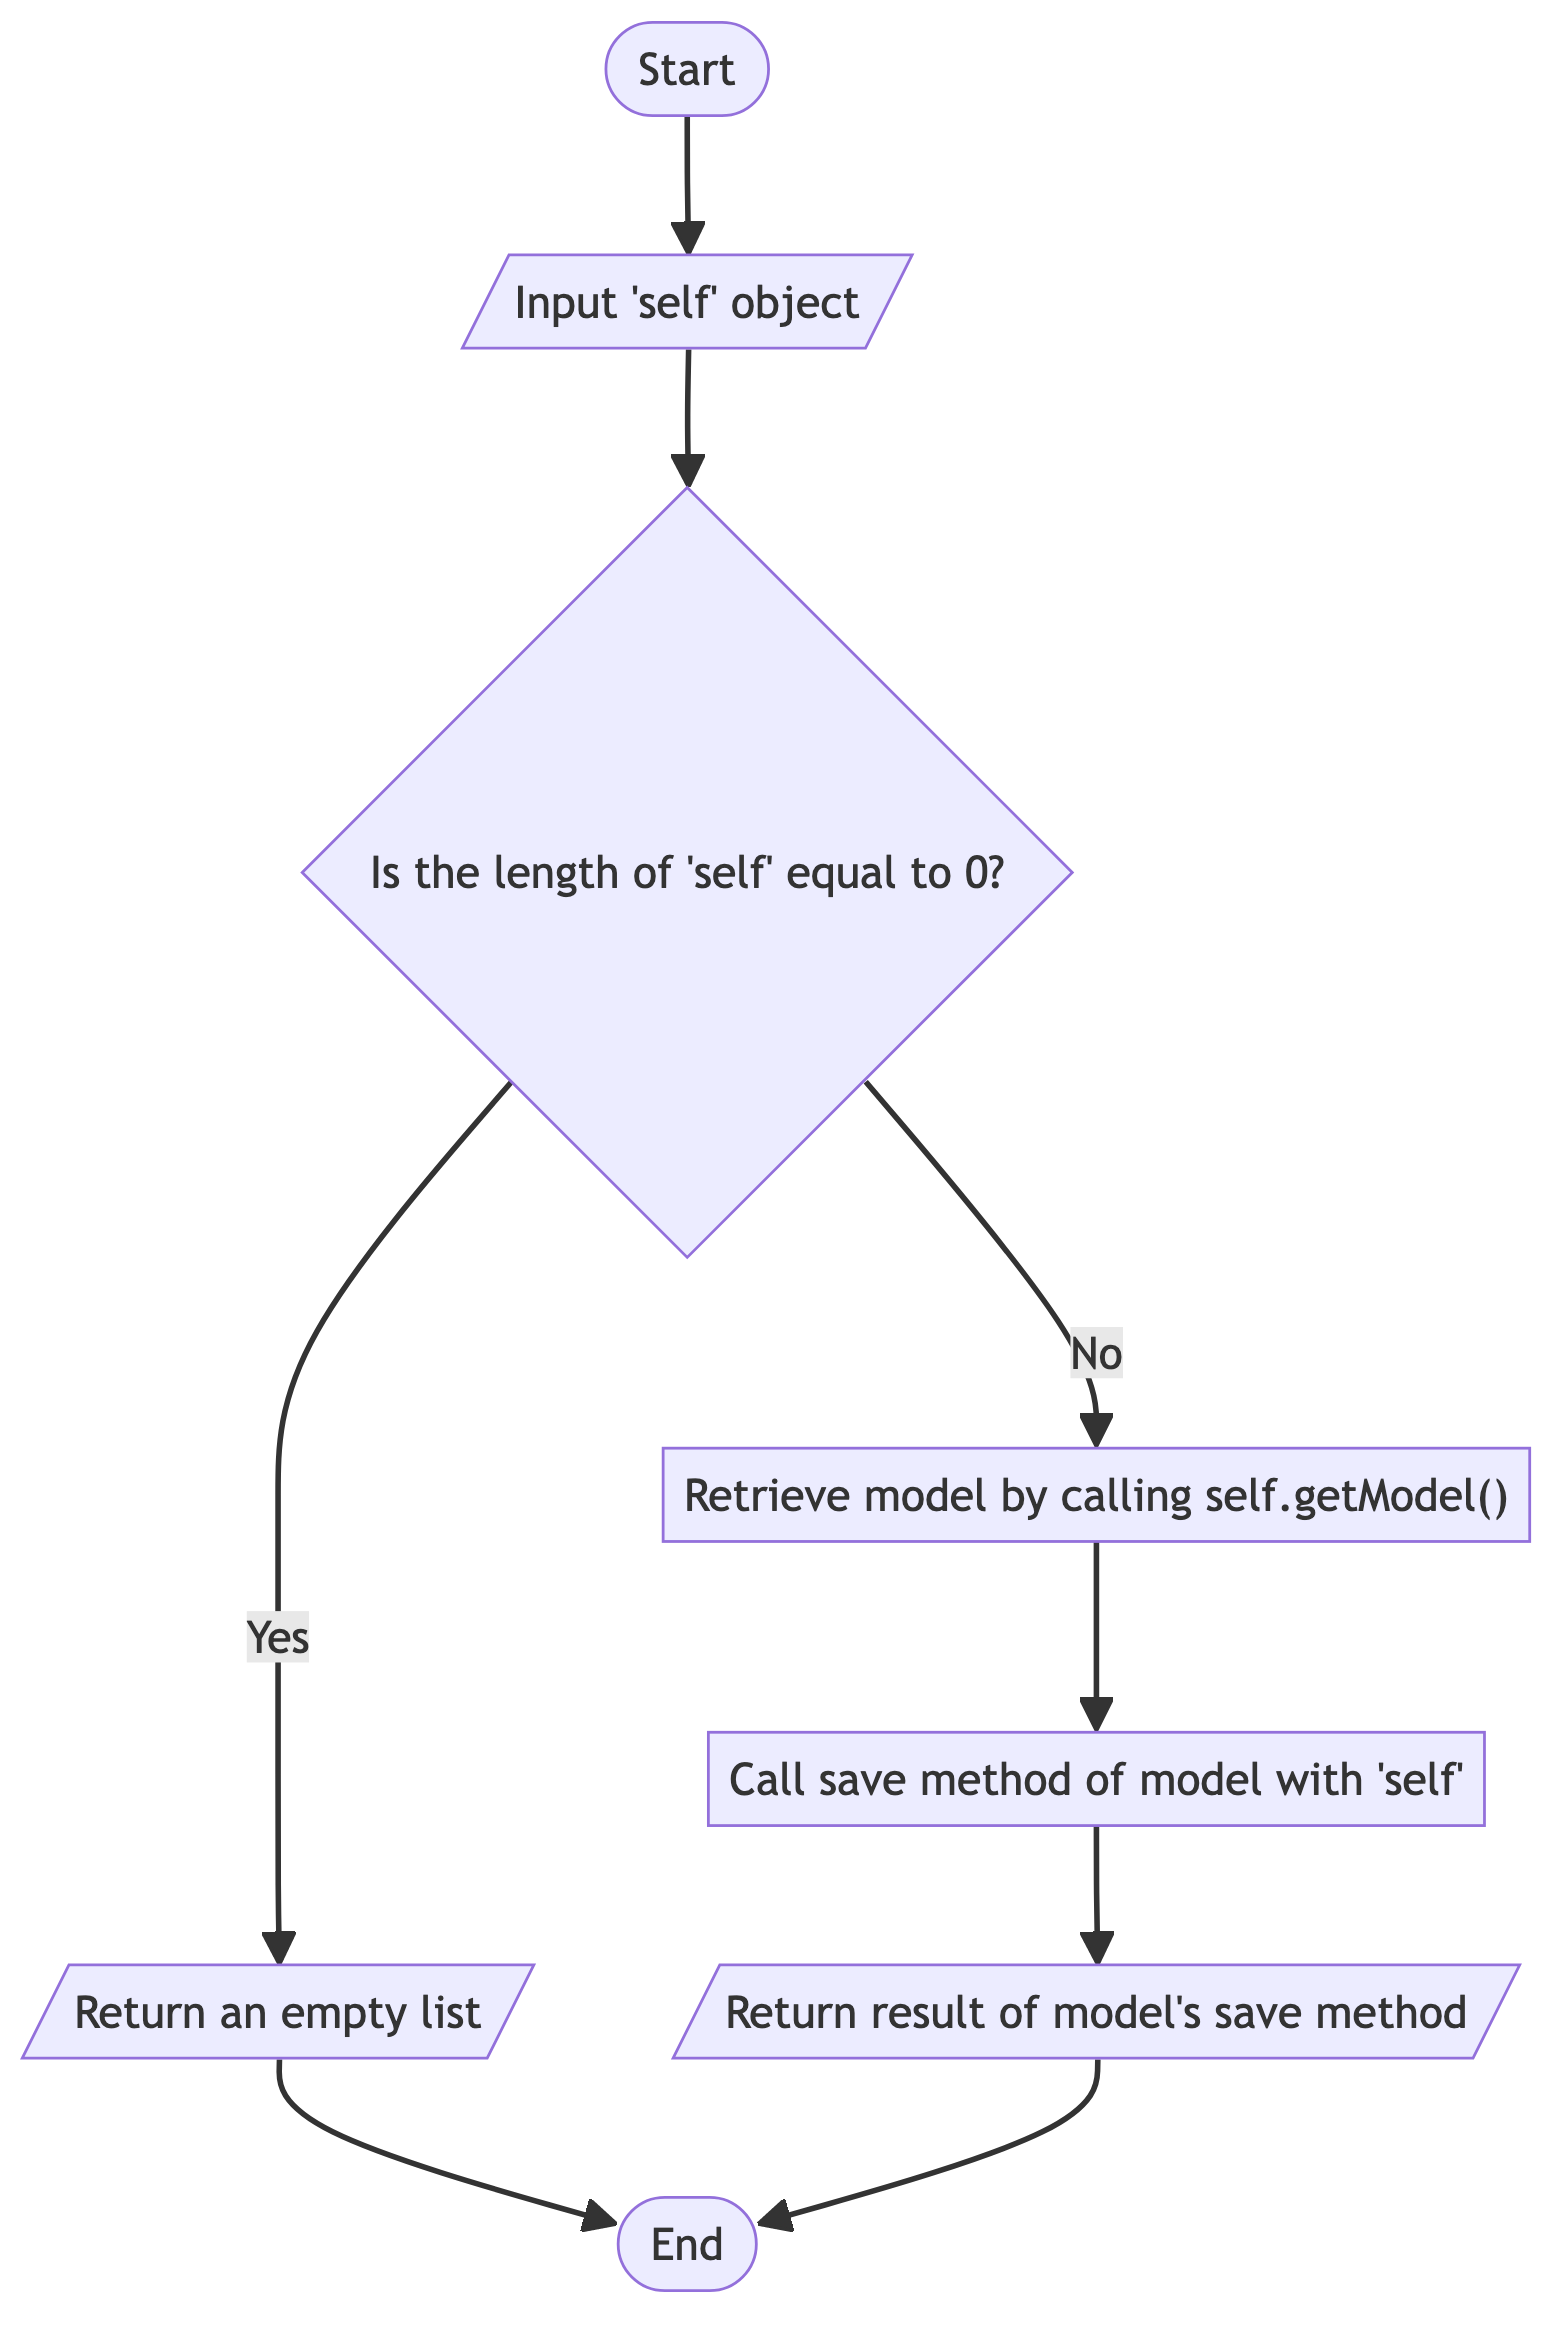 Start
Input 'self' object
Is the length of 'self' equal to 0?
No
Retrieve model by calling self.getModel()
Yes
Call save method of model with 'self'
Return an empty list
Return result of model's save method
End